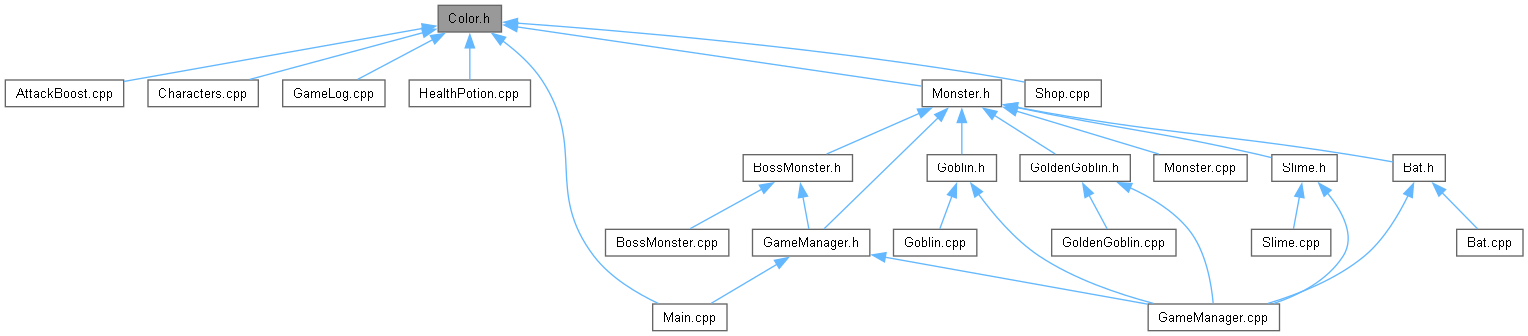 Color.h
AttackBoost.cpp
Characters.cpp
GameLog.cpp
HealthPotion.cpp
Monster.h
Shop.cpp
BossMonster.h
Goblin.h
GoldenGoblin.h
Monster.cpp
Slime.h
Bat.h
BossMonster.cpp
GameManager.h
Goblin.cpp
GoldenGoblin.cpp
Slime.cpp
Bat.cpp
Main.cpp
GameManager.cpp